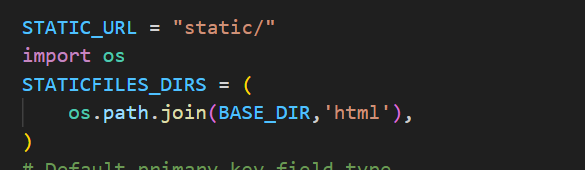 STATIC_URL = "static/"
import os
STATICFILES_DIRS = (
    os.path.join(BASE_DIR,'html'),
)
# Default primary key field type